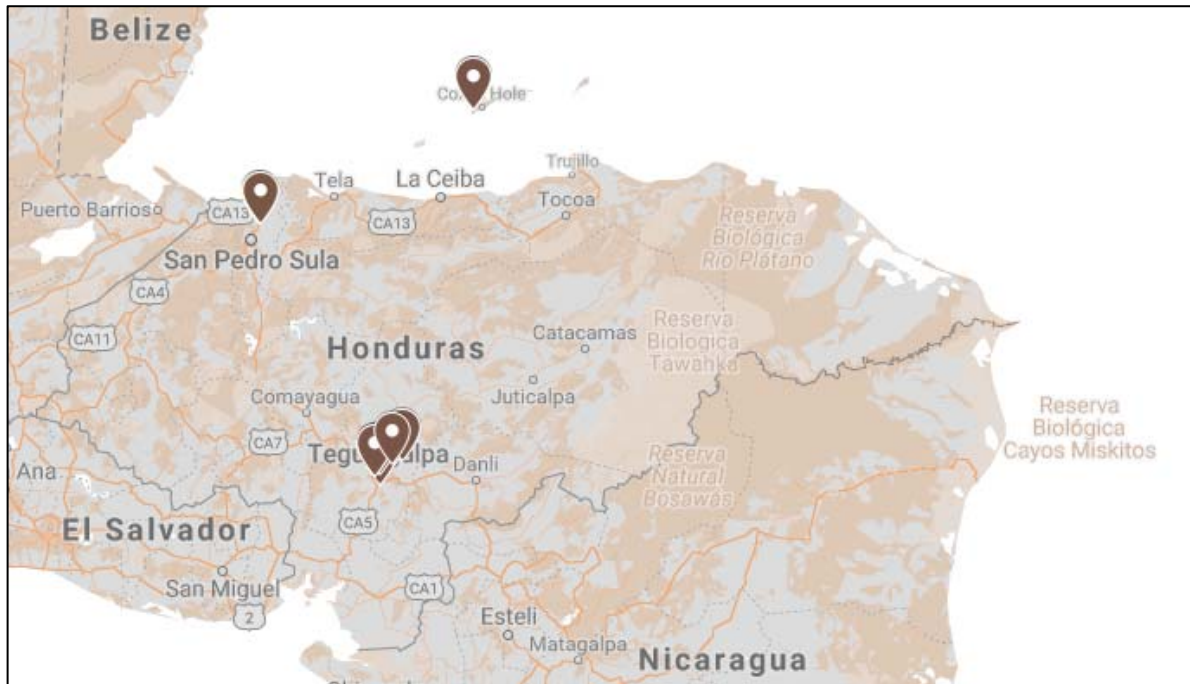 Belize
Hole
Trujillo
Tela
La Ceiba
Puerto Barrios
CA13
CA13
Tocoa
Reserva
Biológica
Río Plátano
San Pedro Sula
CA4
CA11
Honduras
Catacamas
Reserva
Biologica
Tawahka
Comayagua
Juticalpa
Reserva
Biológica
Cayos Miskitos
CA7
Danli
Ana
Reserva
Natural
Bosawás
El Salvador
CA5
San Miguel
CA1
2
Esteli
Matagalpa
Nicaragua